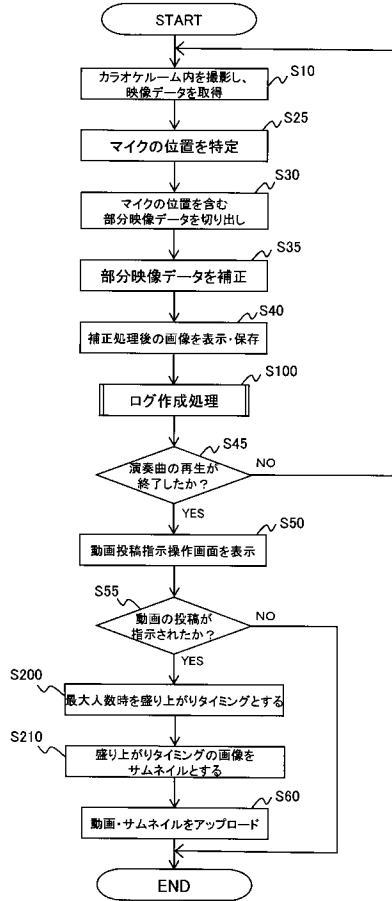 START
S10
カラオケルーム内を撮影し、
映像データを取得
S25
マイクの位置を特定
S30
マイクの位置を含む
部分映像データを切り出し
S35
部分映像データを補正
S40
補正処理後の画像を表示・保存
S100
ログ作成処理
S45
演奏曲の再生が
終了したか?
NO
YES
S50
動画投稿指示操作画面を表示
S55
動画の投稿が
指示されたか?
NO
YES
S200
最大人数時を盛り上がりタイミングとする
S210
盛り上がりタイミングの画像を
サムネイルとする
S60
動画・サムネイルをアップロード
END